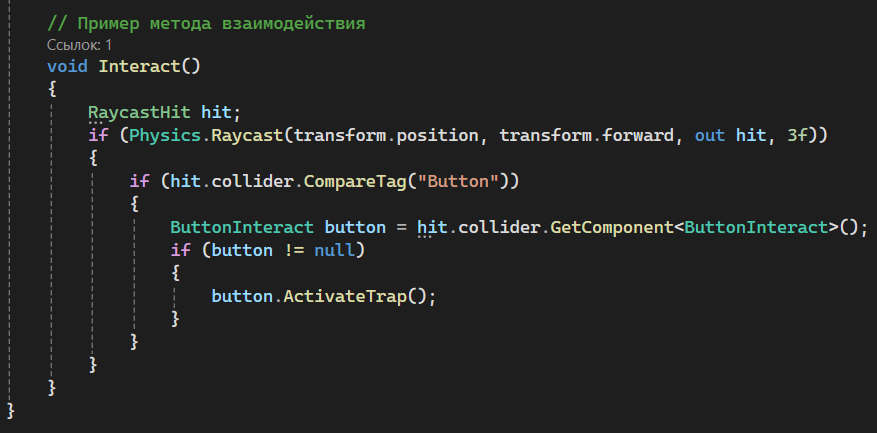 // Пример метода взаимодействия
Ссылок: 1
void Interact()
{
RaycastHit hit;
if (Physics.Raycast(transform.position, transform.forward, out hit, 3f))
{
if (hit.collider.CompareTag("Button"))
{
ButtonInteract button = hit.collider.GetComponent<ButtonInteract>();
if (button != null)
{
button.ActivateTrap();
}
}
}
}
}